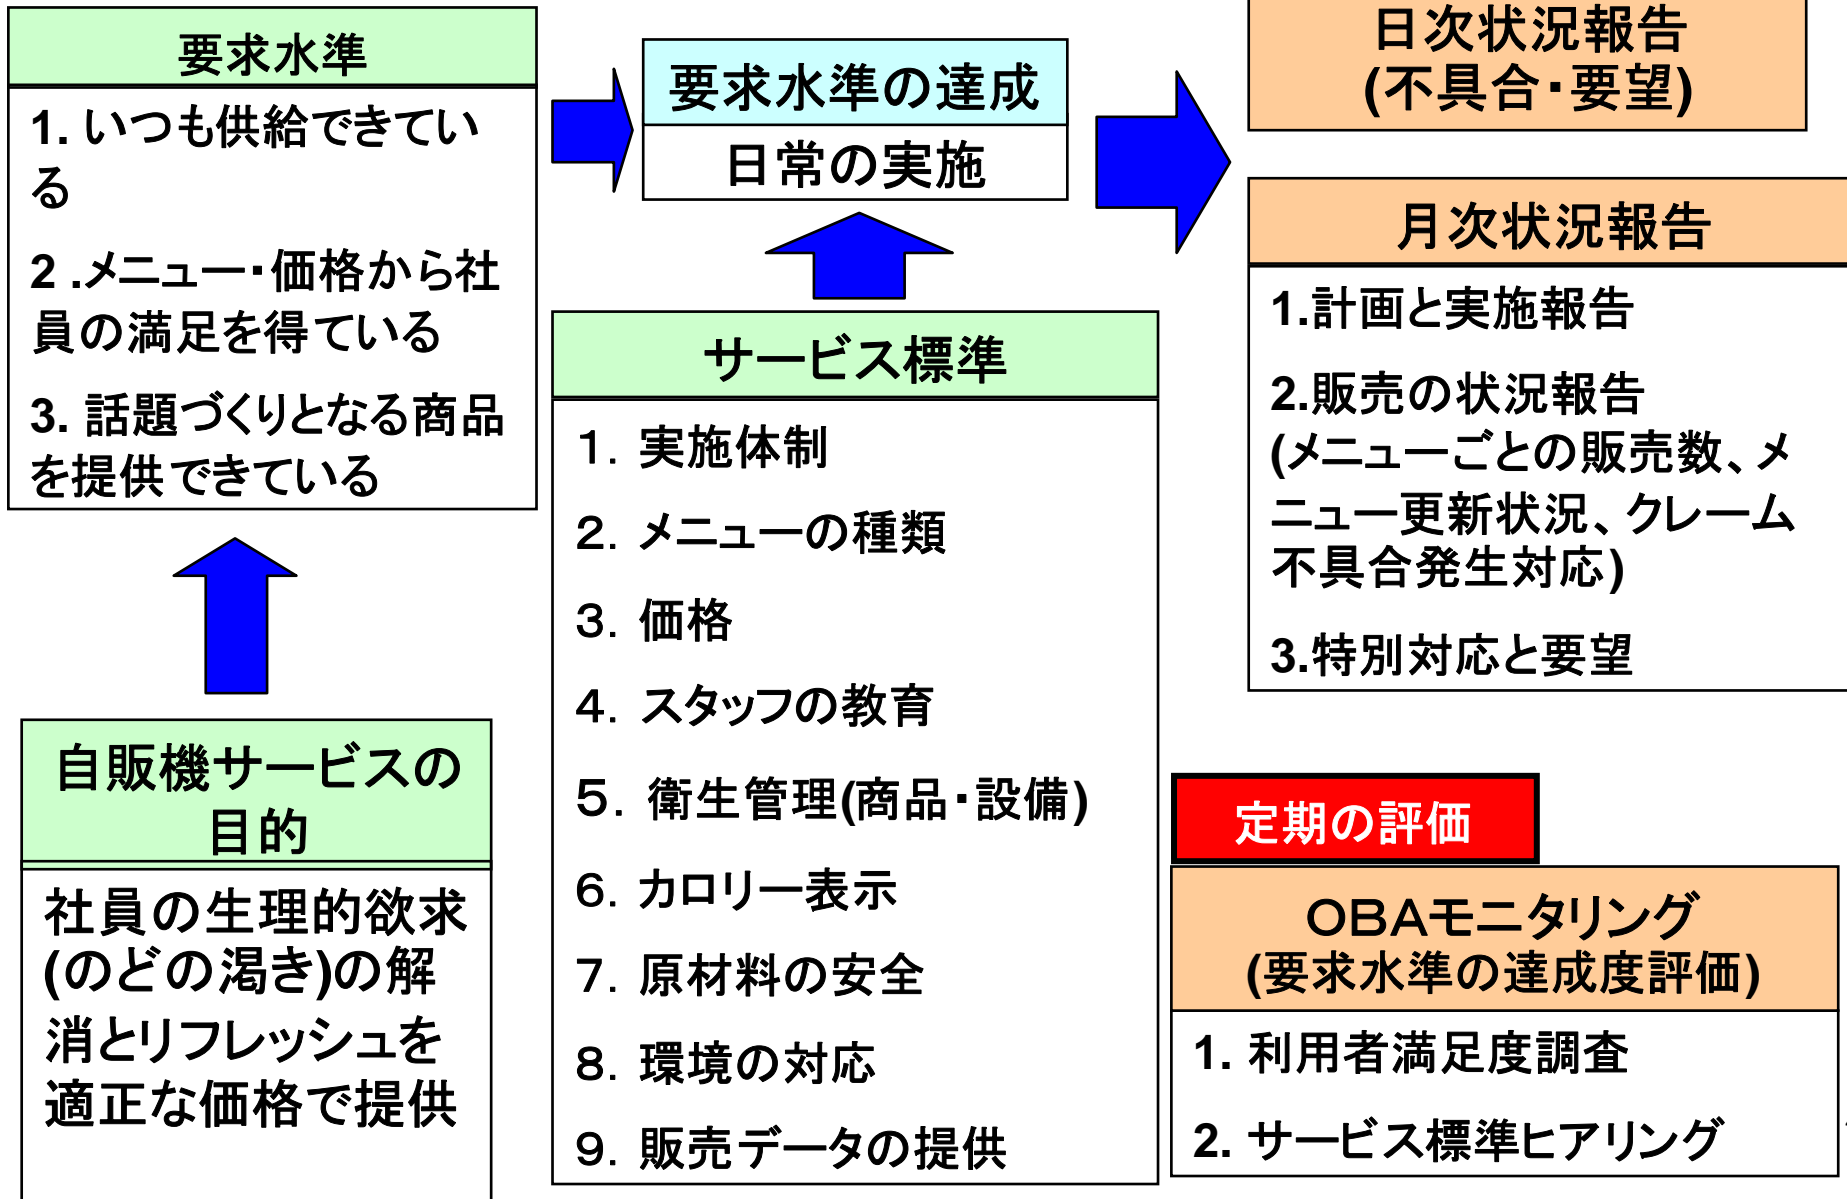 要求水準
1. いつも供給できてい
る
2 .メニュー・価格から社
員の満足を得ている
3. 話題づくりとなる商品
を提供できている
自販機サービスの
目的
社員の生理的欲求
(のどの渇き)の解
消とリフレッシュを
適正な価格で提供
要求水準の達成
日常の実施
サービス標準
１．実施体制
２．メニューの種類
３．価格
４．スタッフの教育
５．衛生管理(商品・設備)
６．カロリー表示
７．原材料の安全
８．環境の対応
９．販売データの提供
日次状況報告
(不具合・要望)
月次状況報告
1.計画と実施報告
2.販売の状況報告
(メニューごとの販売数、メ
ニュー更新状況、クレーム
不具合発生対応)
3.特別対応と要望
定期の評価
ＯＢＡモニタリング
(要求水準の達成度評価)
1. 利用者満足度調査
2. サービス標準ヒアリング